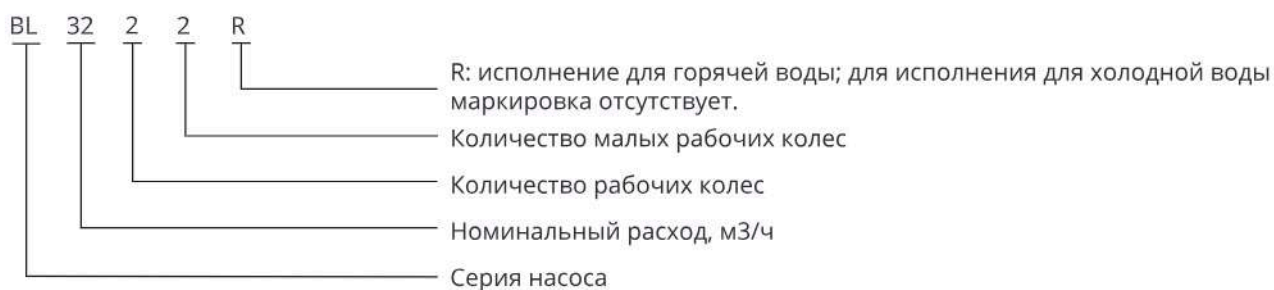 BL 32 2 2 R
R: исполнение для горячей воды; для исполнения для холодной воды
маркировка отсутствует.
Количество малых рабочих колес
Количество рабочих колес
Номинальный расход, м3/ч
Серия насоса